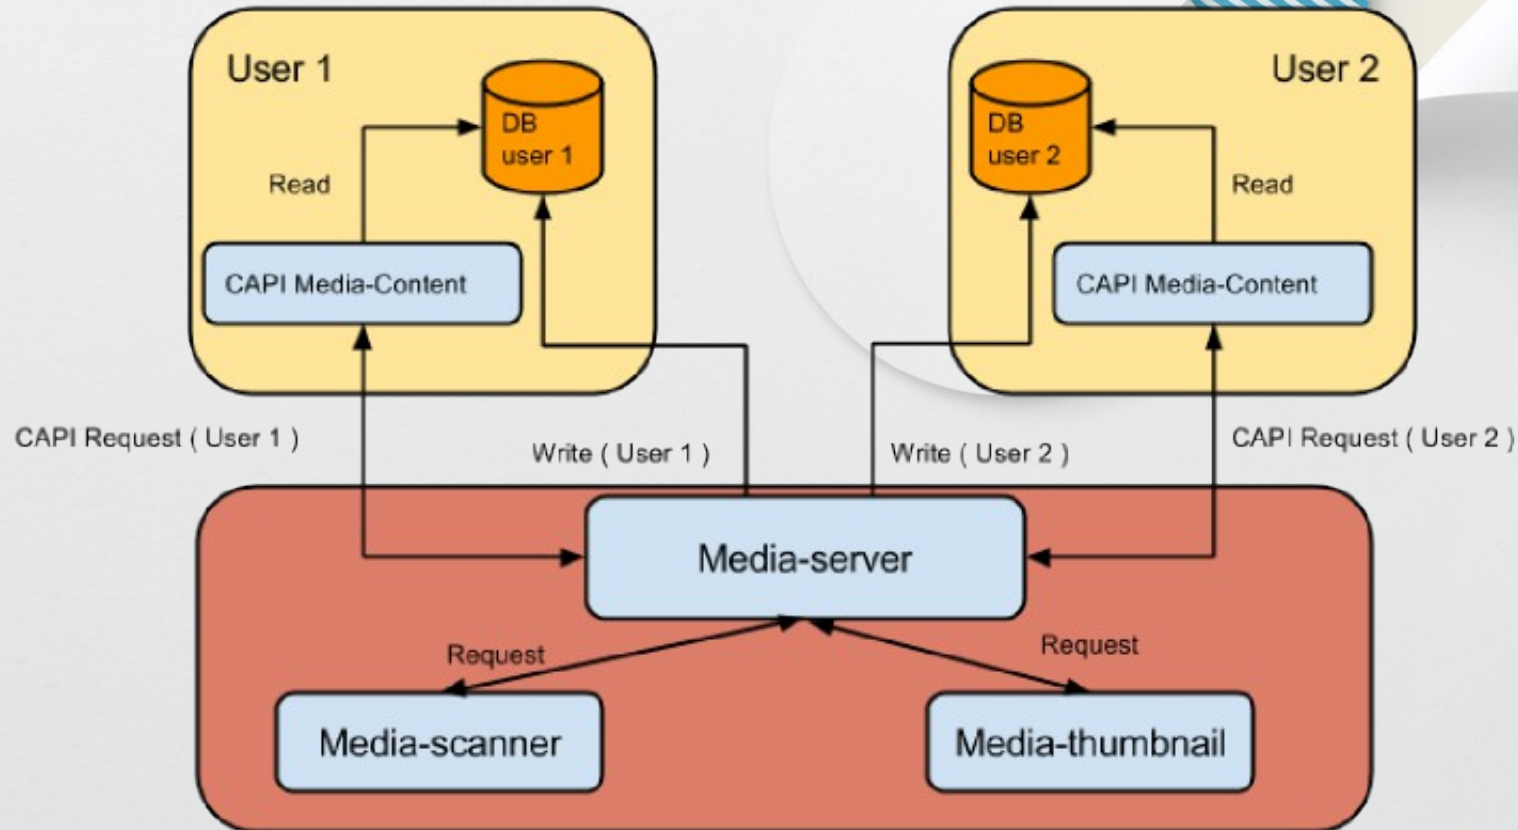 User 1
DB
user 1
Read
CAPI Media-Content
User 2
DB
user 2
Read
CAPI Media-Content
CAPI Request ( User 1 )
Write ( User 1 )
Write ( User 2 )
CAPI Request ( User 2 )
Media-server
Request
Request
Media-scanner
Media-thumbnail